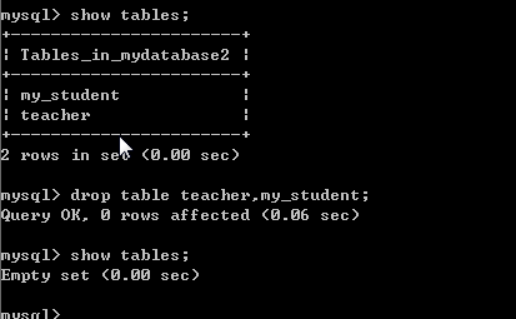 mysql> show tables;
+------------------------+
| Tables_in_mydatabase2 |
+------------------------+
| my_student            |
| teacher               |
+------------------------+
2 rows in set (0.00 sec)
mysql> drop table teacher,my_student;
Query OK, 0 rows affected (0.06 sec)
mysql> show tables;
Empty set (0.00 sec)
mysql>